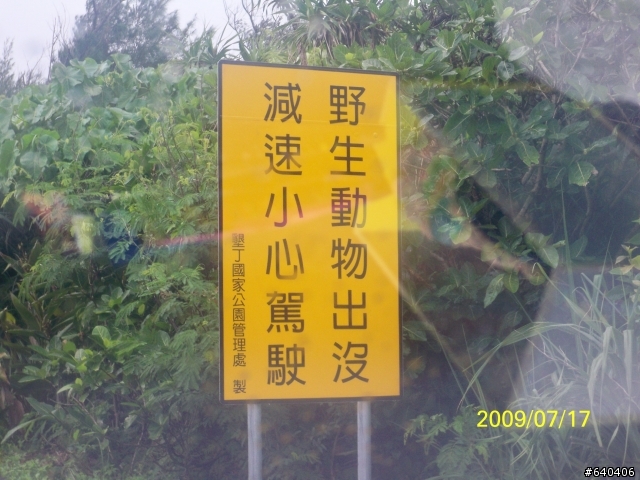 野生動物出沒
減速小心駕駛
墾丁國家公園管理處 製
2009/07/17
#640406